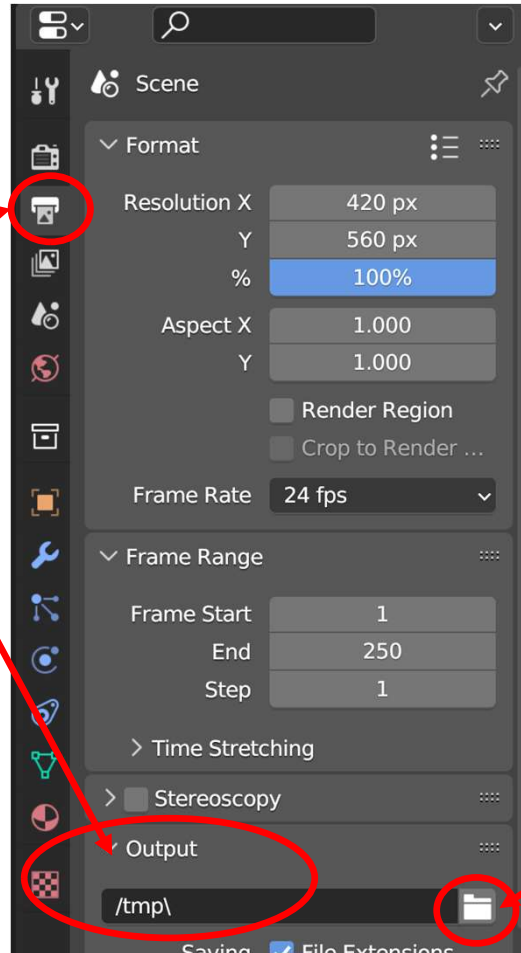 Scene
Format
Resolution X 420 px
Y 560 px
% 100%
Aspect X 1.000
Y 1.000
Render Region
Crop to Render ...
Frame Rate 24 fps
Frame Range
Frame Start 1
End 250
Step 1
Time Stretching
Stereoscopy
Output
/tmp\
Saving File Extensions